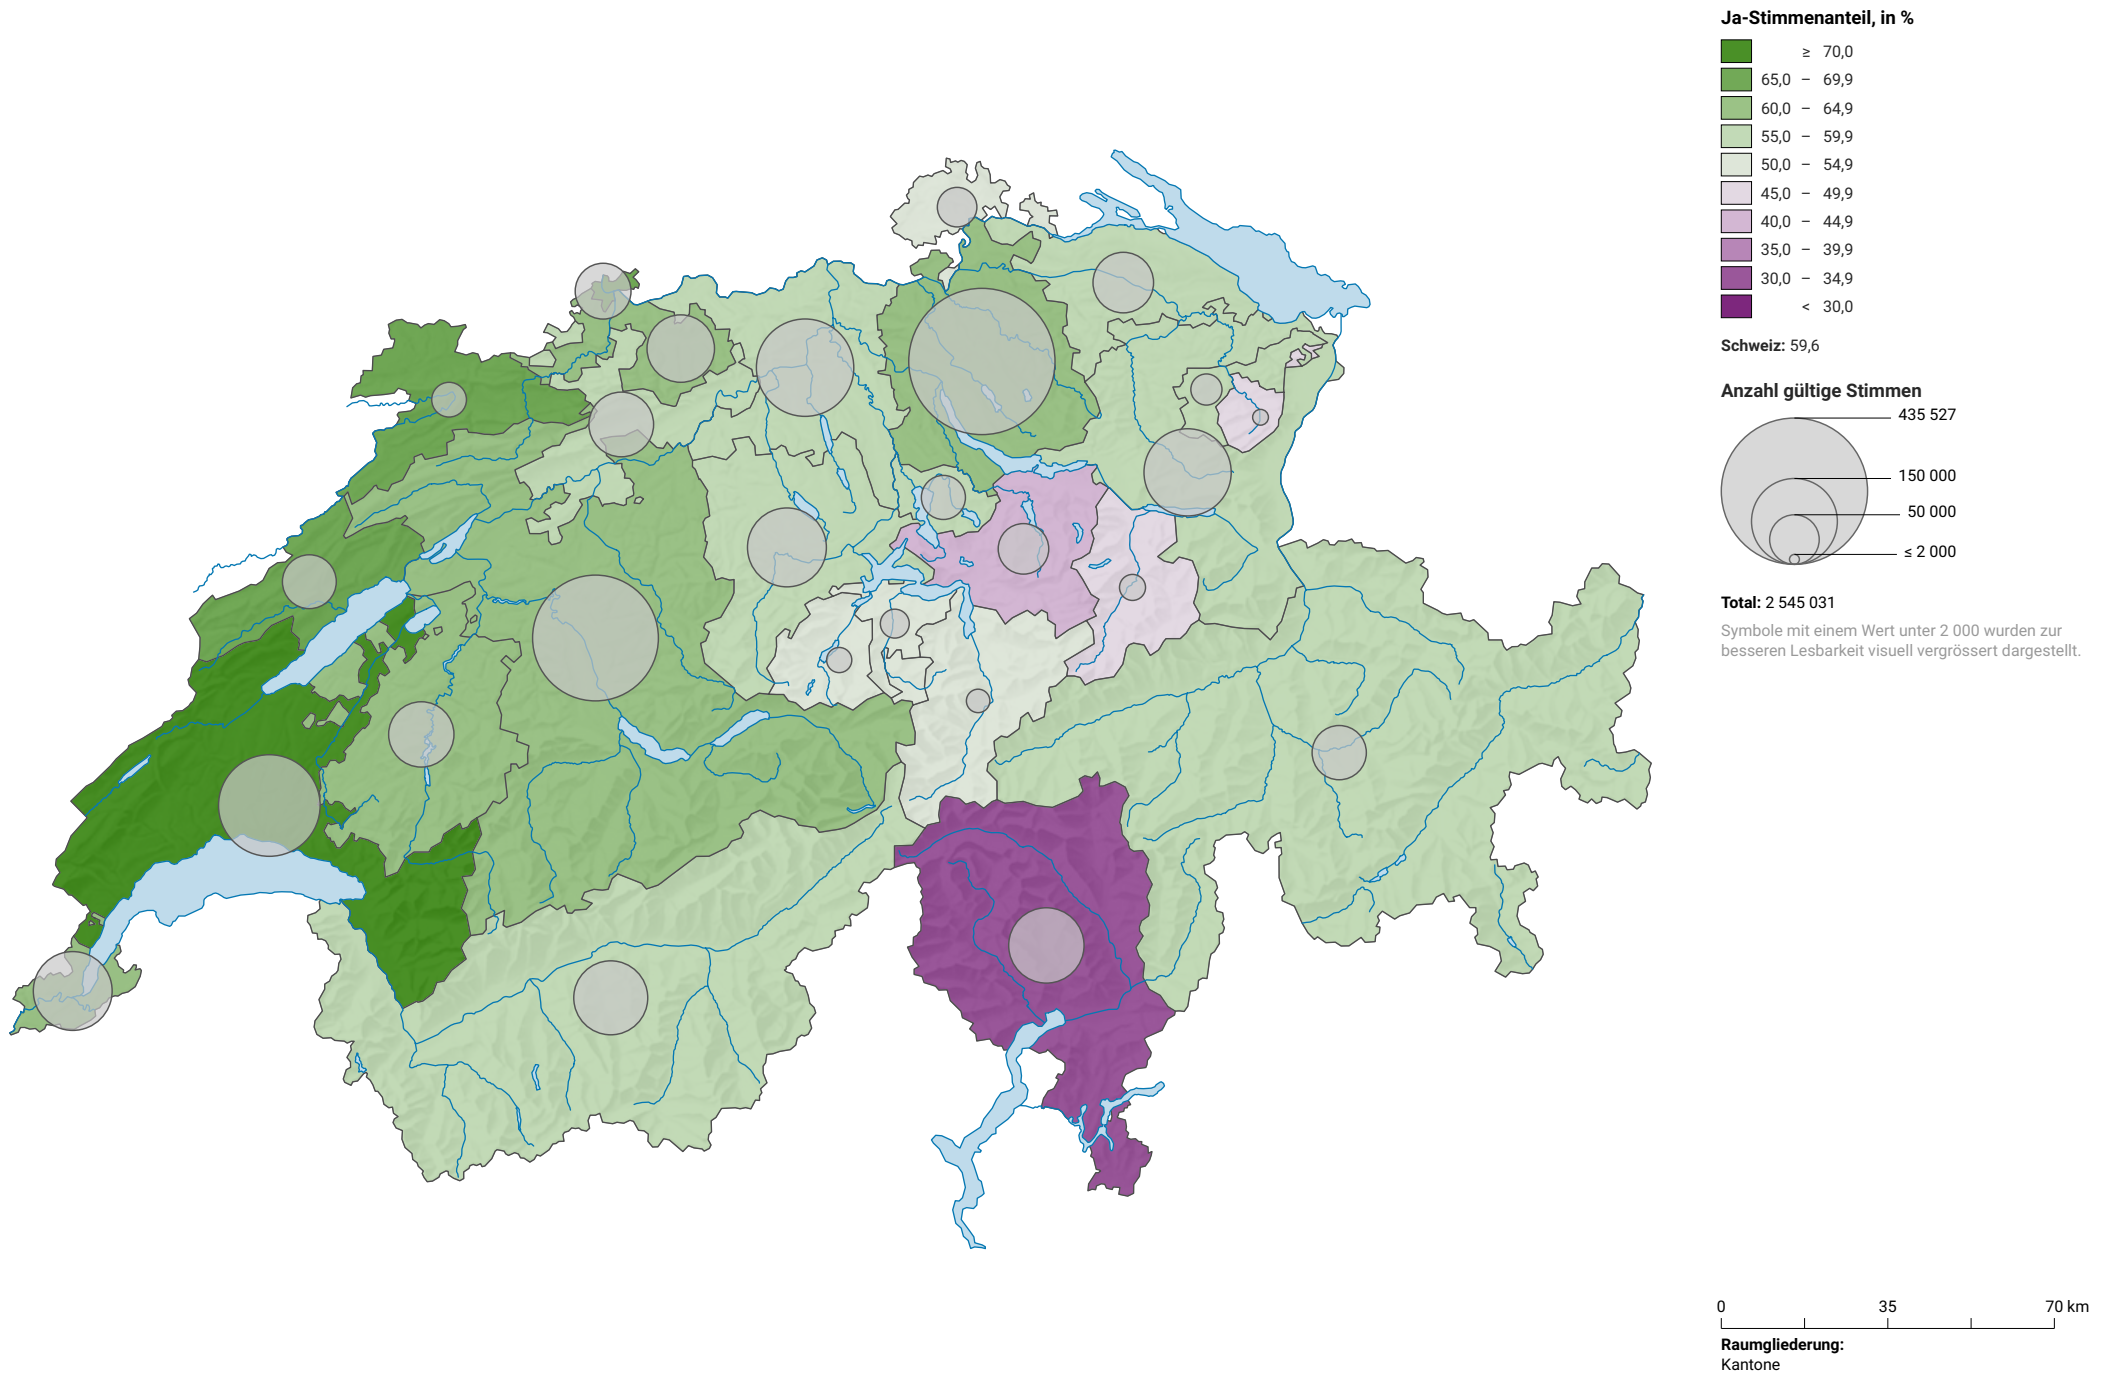 Ja-Stimmenanteil, in %
≥ 70,0
65,0 – 69,9
60,0 – 64,9
55,0 – 59,9
50,0 – 54,9
45,0 – 49,9
40,0 – 44,9
35,0 – 39,9
30,0 – 34,9
< 30,0
Schweiz: 59,6
Anzahl gültige Stimmen
435 527
150 000
50 000
≤ 2 000
Total: 2 545 031
Symbole mit einem Wert unter 2 000 wurden zur
besseren Lesbarkeit visuell vergrössert dargestellt.
0 35 70 km
Raumgliederung:
Kantone